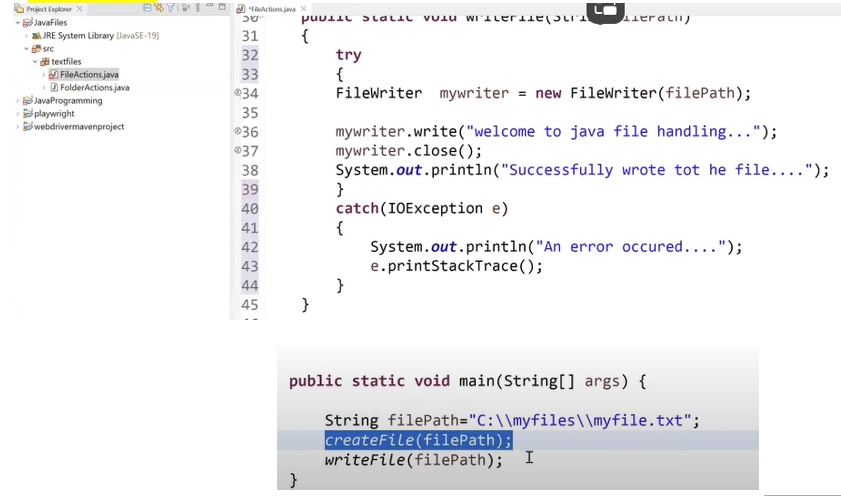 Project Explorer
JavaFiles
JRE System Library [JavaSE-19]
src
textfiles
FileActions.java
FolderActions.java
JavaProgramming
playwright
webdrivermavenproject
*FileActions.java
30 public static void writeFile(Stri filePath)
31 {
32 try
33 {
34 FileWriter mywriter = new FileWriter(filePath);
35
36 mywriter.write("welcome to java file handling...");
37 mywriter.close();
38 System.out.println("Successfully wrote tot he file....");
39 }
40 catch(IOException e)
41 {
42 System.out.println("An error occured....");
43 e.printStackTrace();
44 }
45 }
public static void main(String[] args) {
String filePath="C:\\myfiles\\myfile.txt";
createFile(filePath);
writeFile(filePath);
}